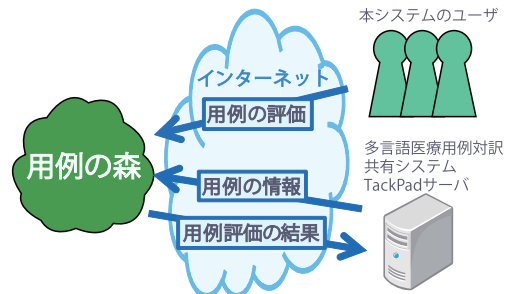 本システムのユーザ
インターネット
用例の評価
用例の森
多言語医療用例対訳
共有システム
TackPadサーバ
用例の情報
用例評価の結果